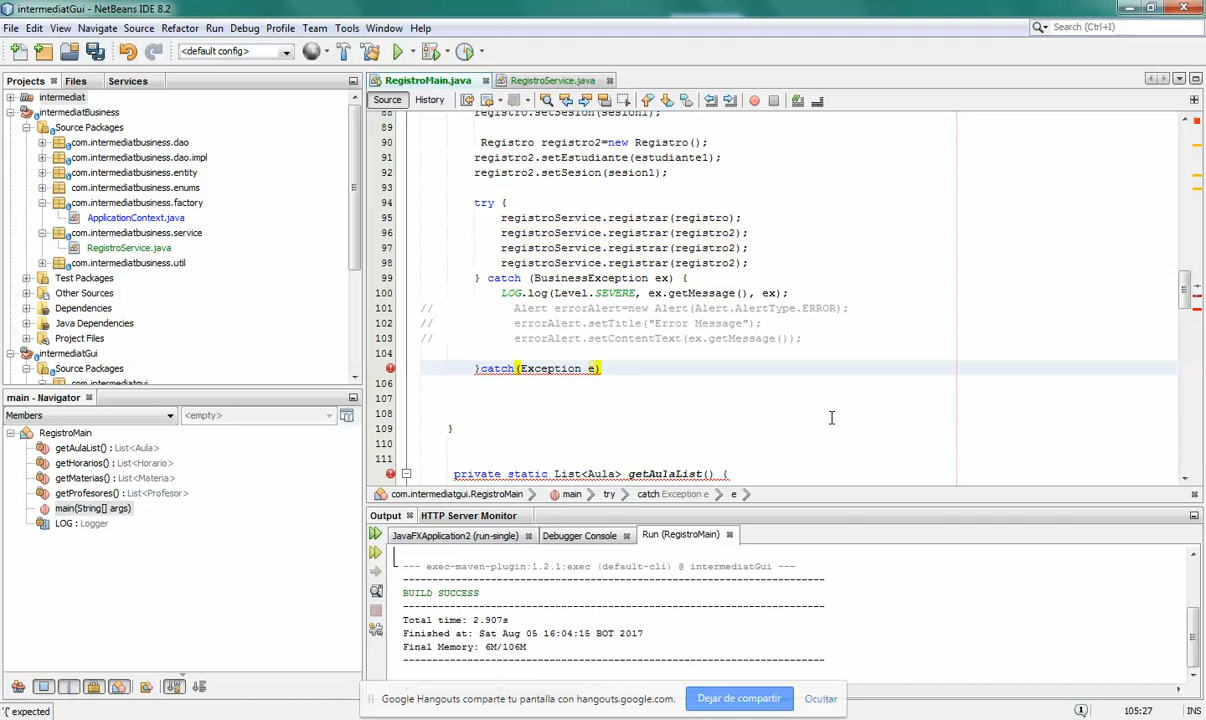 intermediatGui - NetBeans IDE 8.2
File Edit View Navigate Source Refactor Run Debug Profile Team Tools Window Help
Search (Ctrl+I)
<default config>
Projects Files Services
RegistroMain.java RegistroService.java
intermediat
Source History
intermediatBusiness
Source Packages
com.intermediatbusiness.dao
com.intermediatbusiness.dao.impl
com.intermediatbusiness.entity
com.intermediatbusiness.enums
com.intermediatbusiness.factory
ApplicationContext.java
com.intermediatbusiness.service
RegistroService.java
com.intermediatbusiness.util
Test Packages
Other Sources
Dependencies
Java Dependencies
Project Files
intermediatGui
Source Packages
com.intermediatgui
88 registro.setSesion(sesion1);
89
90 Registro registro2=new Registro();
91 registro2.setEstudiante(estudiante1);
92 registro2.setSesion(sesion1);
93
94 try {
95 registroService.registrar(registro);
96 registroService.registrar(registro2);
97 registroService.registrar(registro2);
98 registroService.registrar(registro2);
99 } catch (BusinessException ex) {
100 LOG.log(Level.SEVERE, ex.getMessage(), ex);
101 // Alert errorAlert=new Alert(Alert.AlertType.ERROR);
102 // errorAlert.setTitle("Error Message");
103 // errorAlert.setContentText(ex.getMessage());
104
}catch(Exception e)
106
107
108
109 }
110
111
private static List<Aula> getAulaList() {
com.intermediatgui.RegistroMain main try catch Exception e e
main - Navigator
Members <empty>
RegistroMain
getAulaList() : List<Aula>
getHorarios() : List<Horario>
getMaterias() : List<Materia>
getProfesores() : List<Profesor>
main(String[] args)
LOG : Logger
Output HTTP Server Monitor
JavaFXApplication2 (run-single) Debugger Console Run (RegistroMain)
--- exec-maven-plugin:1.2.1:exec (default-cli) @ intermediatGui ---
BUILD SUCCESS
Total time: 2.907s
Finished at: Sat Aug 05 16:04:15 BOT 2017
Final Memory: 6M/106M
Google Hangouts comparte tu pantalla con hangouts.google.com. Dejar de compartir Ocultar
'{' expected
105:27 INS